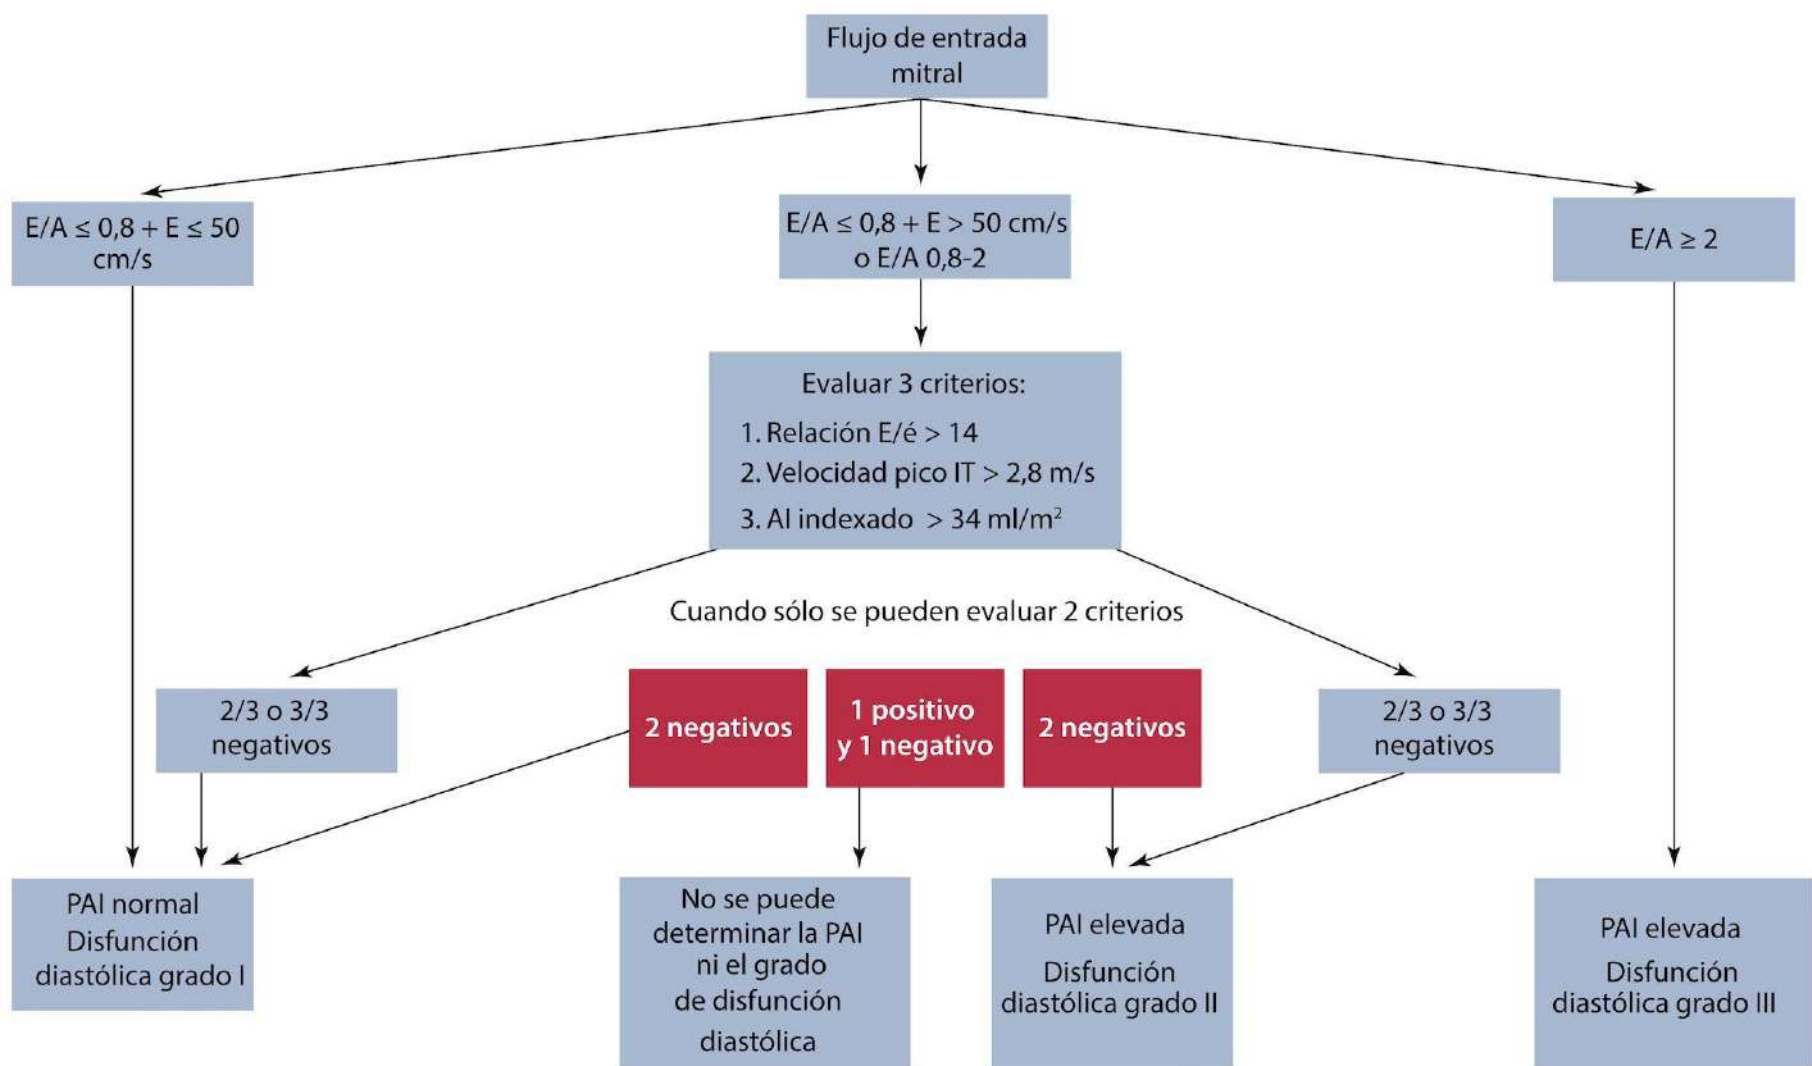 Flujo de entrada
mitral
E/A ≤ 0,8 + E ≤ 50
cm/s
E/A ≤ 0,8 + E > 50 cm/s
o E/A 0,8-2
E/A ≥ 2
Evaluar 3 criterios:
1. Relación E/é > 14
2. Velocidad pico IT > 2,8 m/s
3. AI indexado > 34 ml/m²
Cuando sólo se pueden evaluar 2 criterios
2/3 o 3/3
negativos
2 negativos
1 positivo
y 1 negativo
2 negativos
2/3 o 3/3
negativos
PAI normal
Disfunción
diastólica grado I
No se puede
determinar la PAI
ni el grado
de disfunción
diastólica
PAI elevada
Disfunción
diastólica grado II
PAI elevada
Disfunción
diastólica grado III